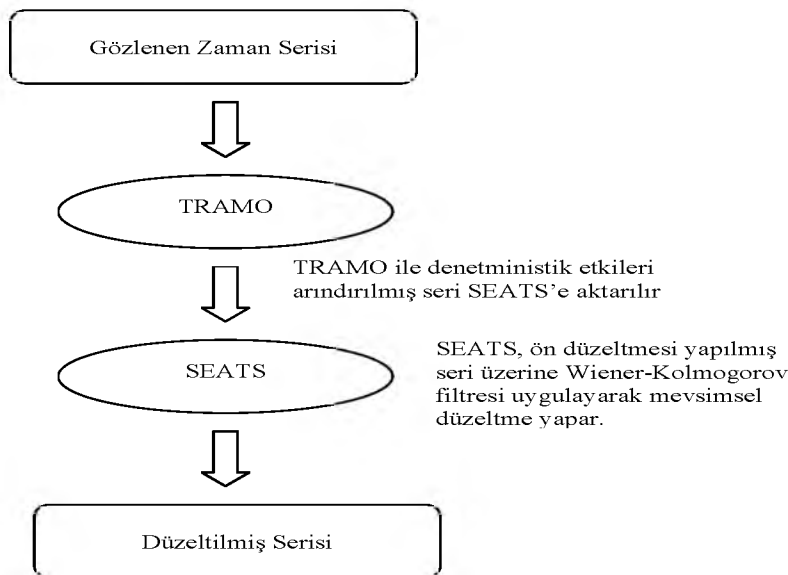 Gözlenen Zaman Serisi
TRAMO
TRAMO ile denetministik etkileri
arındırılmış seri SEATS’e aktarılır
SEATS
SEATS, ön düzeltmesi yapılmış
seri üzerine Wiener-Kolmogorov
filtresi uygulayarak mevsimsel
düzeltme yapar.
Düzeltilmiş Serisi